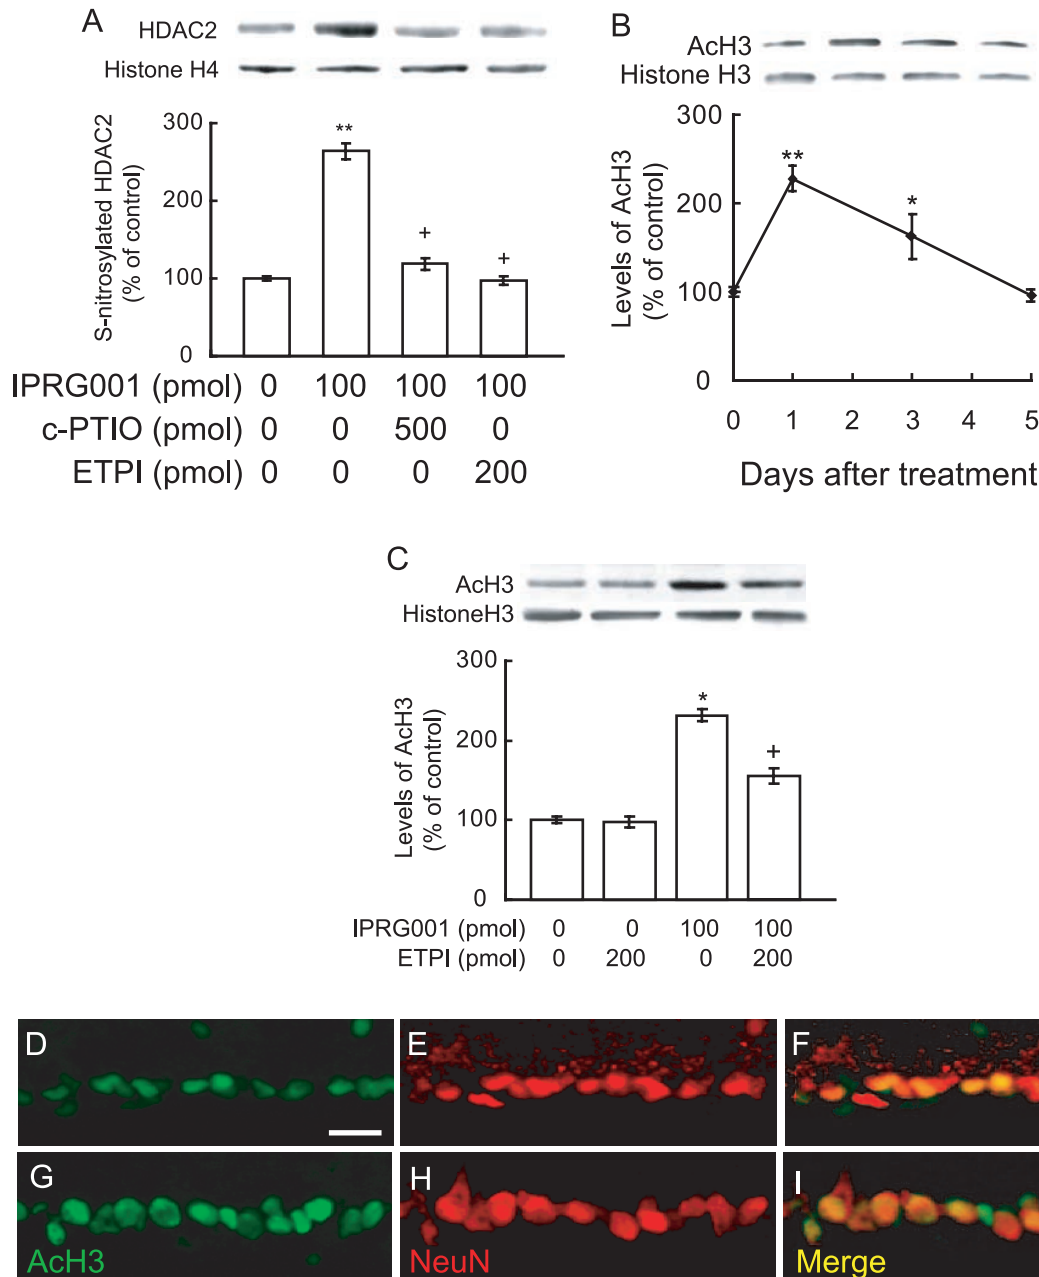 A
HDAC2
Histone H4
S-nitrosylated HDAC2
(% of control)
300
200
100
0
**
+
+
IPRG001 (pmol) 0 100 100 100
c-PTIO (pmol) 0 0 500 0
ETPI (pmol) 0 0 0 200
B
AcH3
Histone H3
Levels of AcH3
(% of control)
300
200
100
0
**
*
0 1 2 3 4 5
Days after treatment
C
AcH3
HistoneH3
Levels of AcH3
(% of control)
300
200
100
0
*
+
IPRG001 (pmol) 0 0 100 100
ETPI (pmol) 0 200 0 200
D
E
F
G
AcH3
H
NeuN
I
Merge